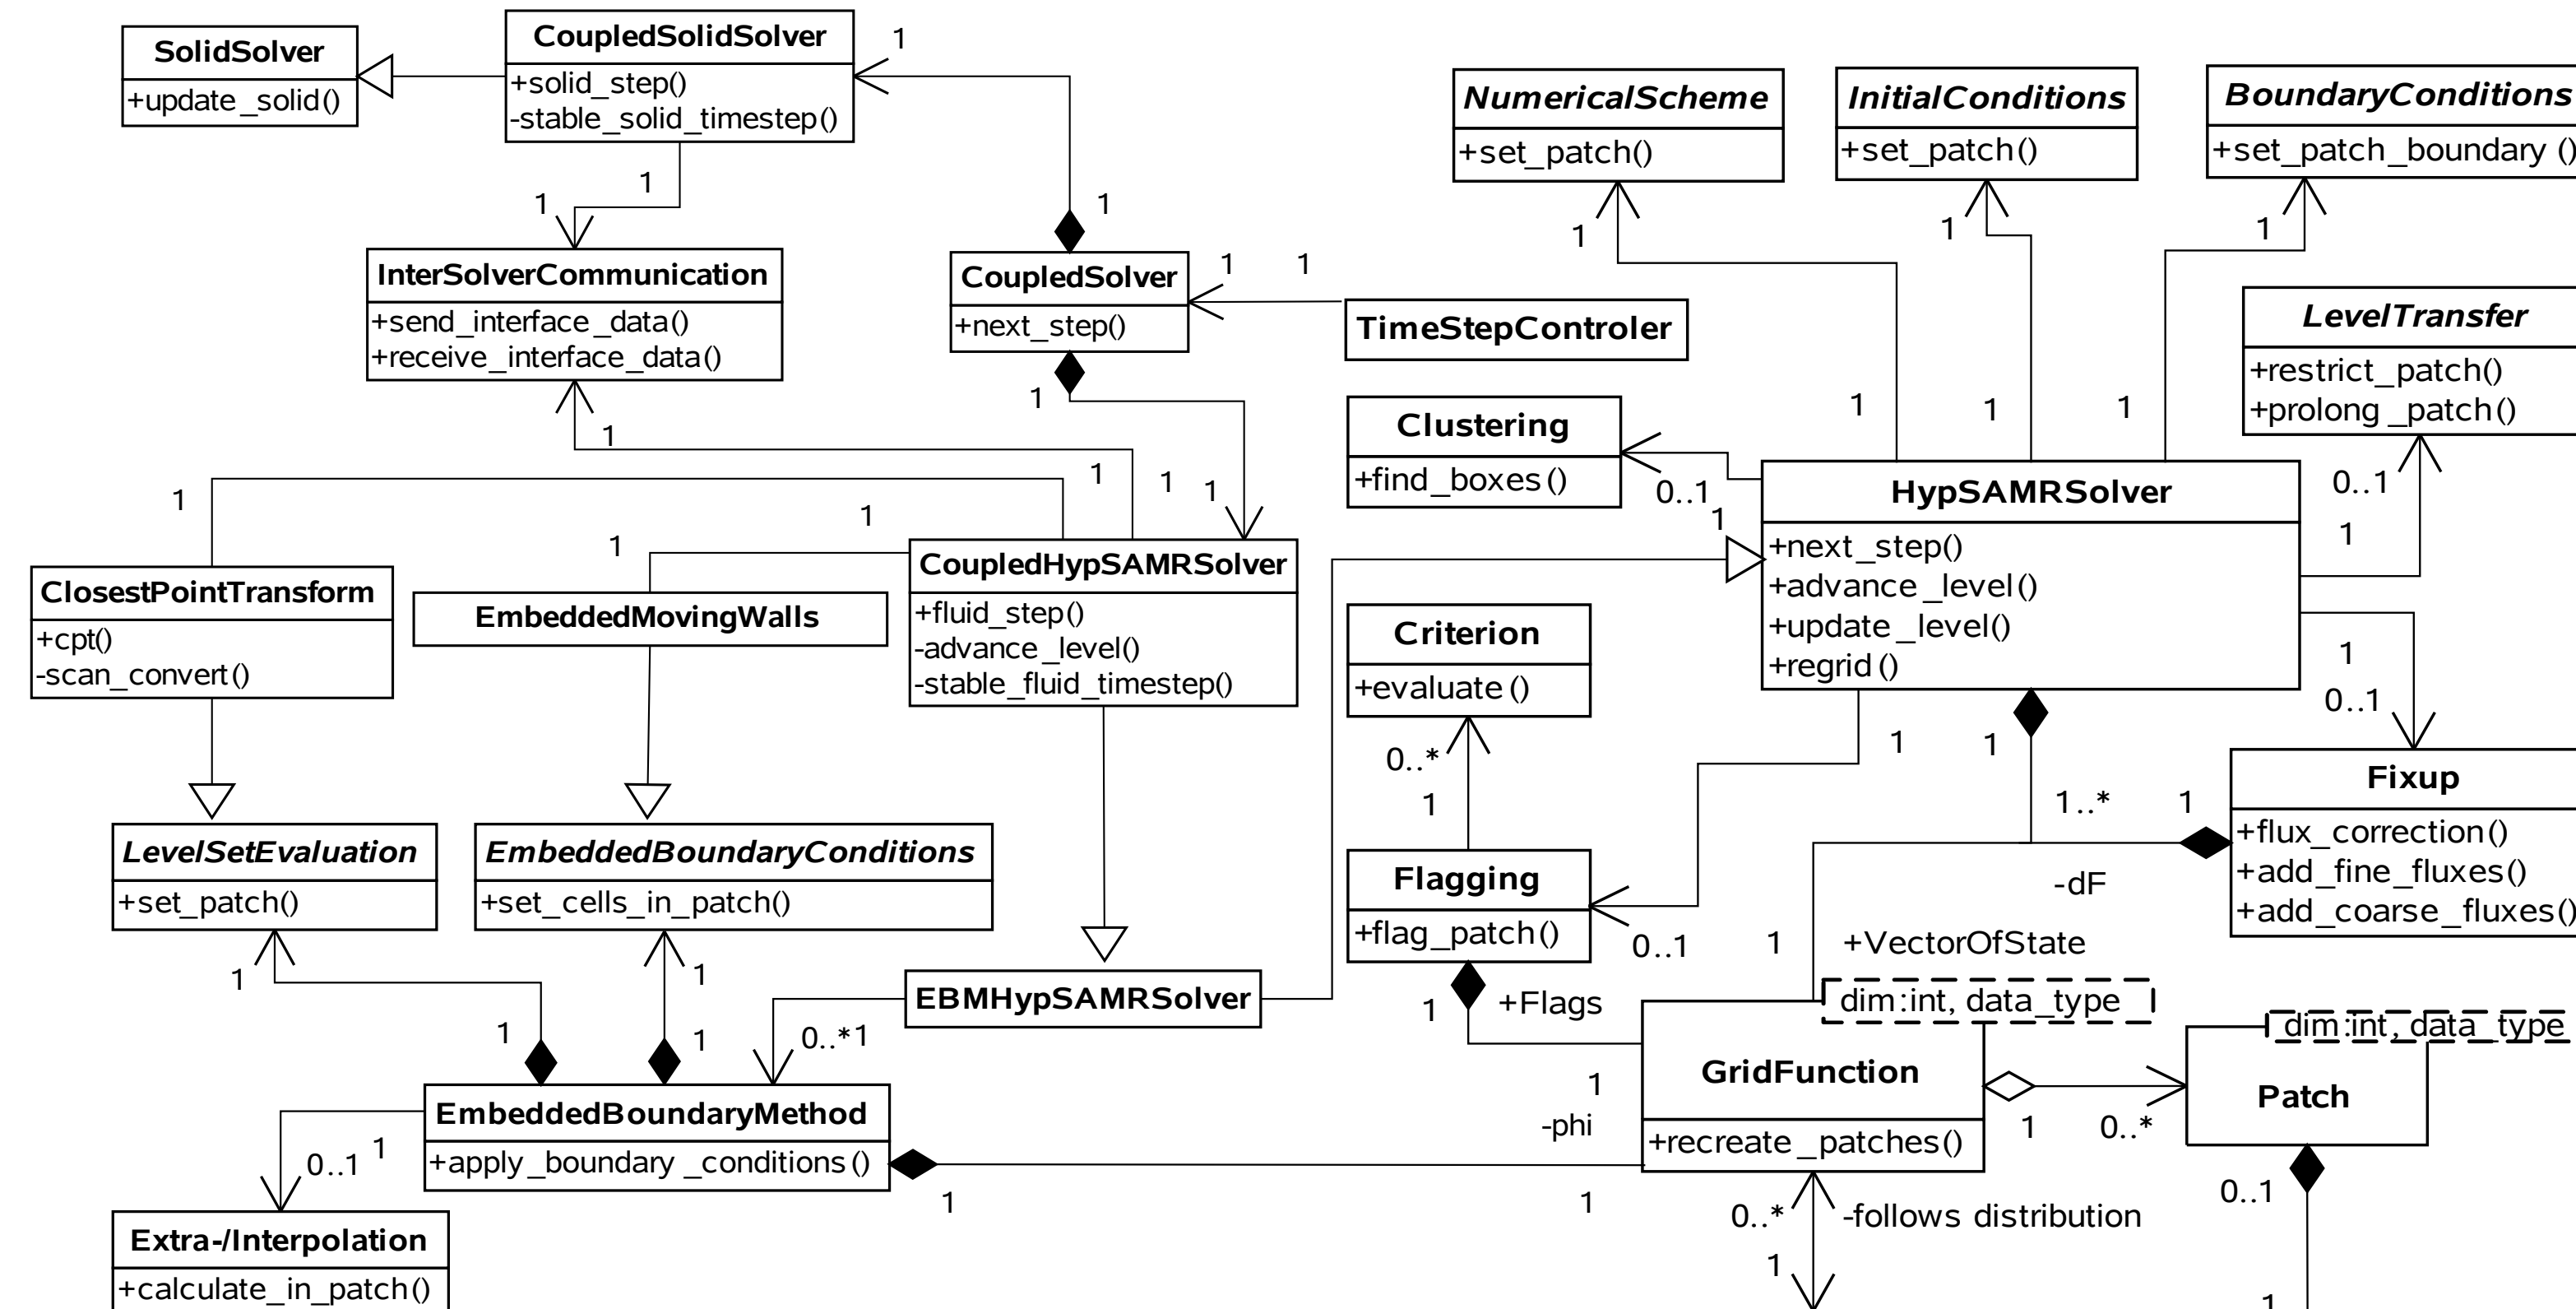 SolidSolver
+update_solid()
CoupledSolidSolver
+solid_step()
-stable_solid_timestep()
1
1
1
1
InterSolverCommunication
+send_interface_data()
+receive_interface_data()
CoupledSolver
+next_step()
1
1
TimeStepControler
NumericalScheme
+set_patch()
InitialConditions
+set_patch()
BoundaryConditions
+set_patch_boundary()
1
1
1
LevelTransfer
+restrict_patch()
+prolong_patch()
1
1
1
1
Clustering
+find_boxes()
0..1
1
1
1
1
1
1
1
1
1
HypSAMRSolver
+next_step()
+advance_level()
+update_level()
+regrid()
0..1
1
1
0..1
ClosestPointTransform
+cpt()
-scan_convert()
EmbeddedMovingWalls
CoupledHypSAMRSolver
+fluid_step()
-advance_level()
-stable_fluid_timestep()
Criterion
+evaluate()
0..*
1
1
1
1..*
1
-dF
Fixup
+flux_correction()
+add_fine_fluxes()
+add_coarse_fluxes()
LevelSetEvaluation
+set_patch()
EmbeddedBoundaryConditions
+set_cells_in_patch()
Flagging
+flag_patch()
0..1
1
+VectorOfState
1
1
1
1
EBMHypSAMRSolver
0..*1
1
+Flags
dim:int, data_type
GridFunction
+recreate_patches()
dim:int, data_type
Patch
1
0..*
1
-phi
EmbeddedBoundaryMethod
+apply_boundary_conditions()
1
1
0..1
1
Extra-/Interpolation
+calculate_in_patch()
0..*
-follows distribution
1
0..1
1